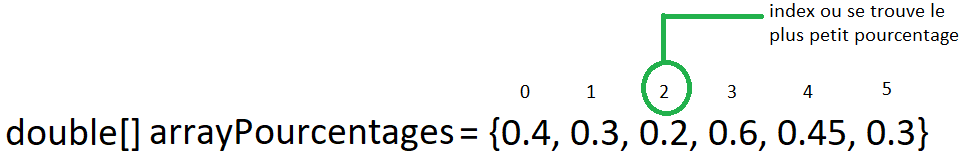 index ou se trouve le
plus petit pourcentage
0 1 2 3 4 5
double[] arrayPourcentages = {0.4, 0.3, 0.2, 0.6, 0.45, 0.3}